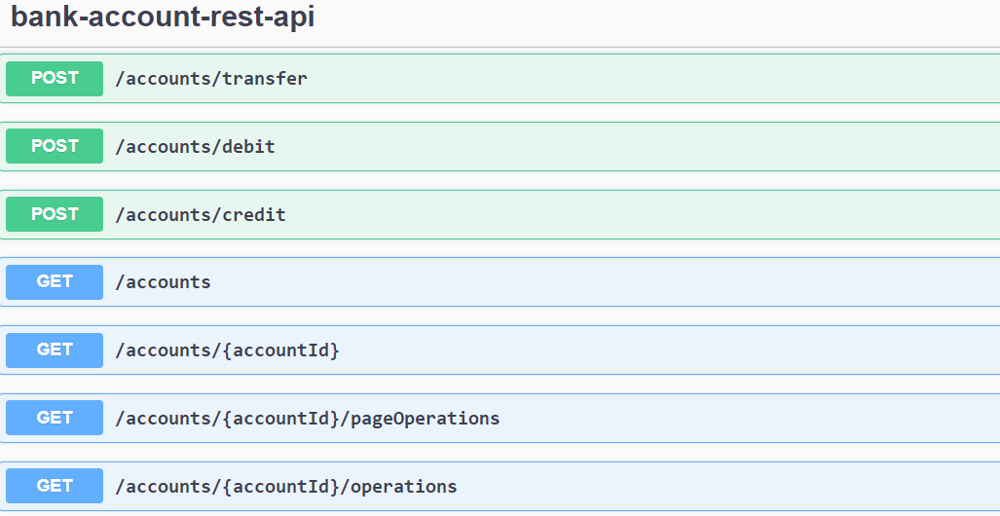 bank-account-rest-api
POST /accounts/transfer
POST /accounts/debit
POST /accounts/credit
GET /accounts
GET /accounts/{accountId}
GET /accounts/{accountId}/pageOperations
GET /accounts/{accountId}/operations